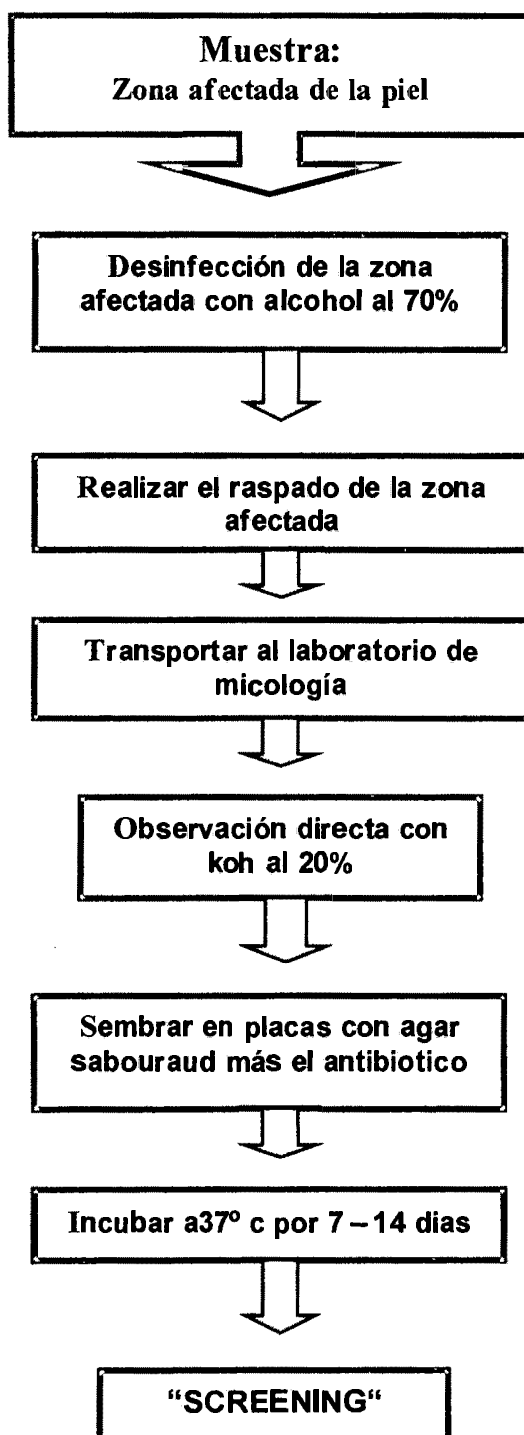 Muestra:
Zona afectada de la piel
Desinfección de la zona
afectada con alcohol al 70%
Realizar el raspado de la zona
afectada
Transportar al laboratorio de
micología
Observación directa con
koh al 20%
Sembrar en placas con agar
sabouraud más el antibiotico
Incubar a37º c por 7 – 14 dias
“SCREENING“